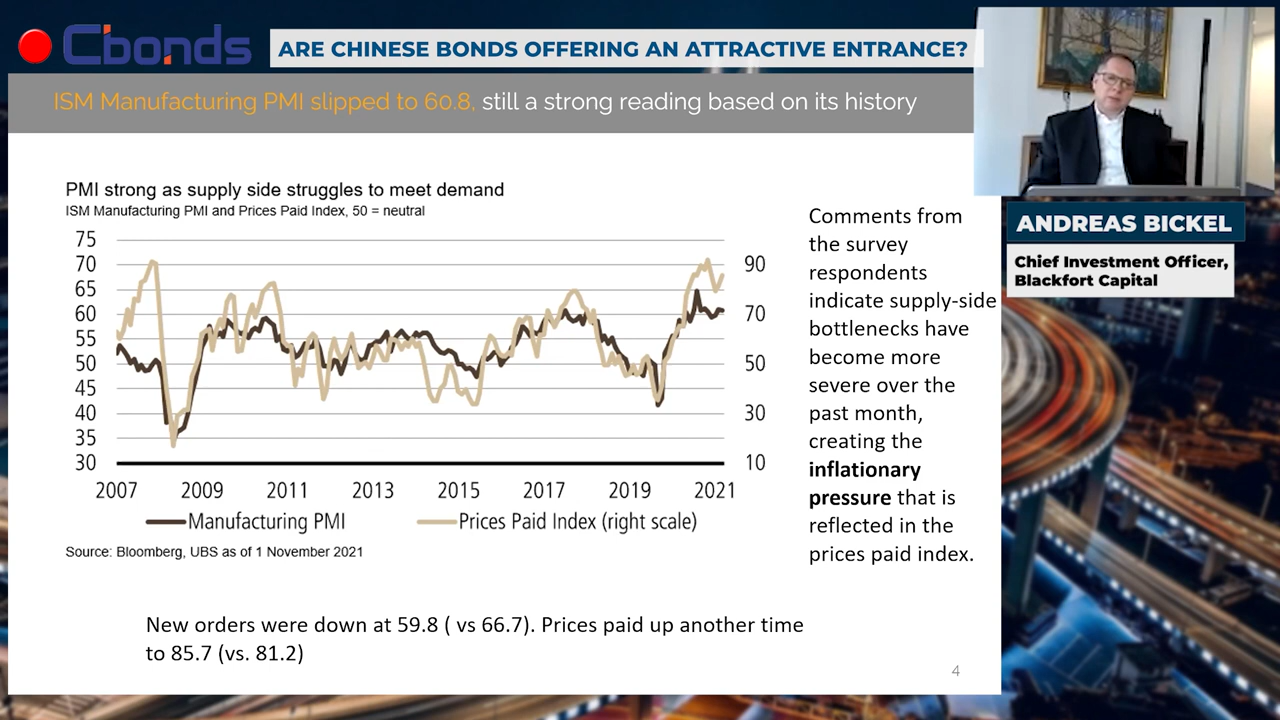 Cbonds
ARE CHINESE BONDS OFFERING AN ATTRACTIVE ENTRANCE?
ISM Manufacturing PMI slipped to 60.8, still a strong reading based on its history
PMI strong as supply side struggles to meet demand
ISM Manufacturing PMI and Prices Paid Index, 50 = neutral
75
70
65
60
55
50
45
40
35
30
90
70
50
30
10
2007 2009 2011 2013 2015 2017 2019 2021
Manufacturing PMI Prices Paid Index (right scale)
Source: Bloomberg, UBS as of 1 November 2021
Comments from
the survey
respondents
indicate supply-side
bottlenecks have
become more
severe over the
past month,
creating the
inflationary
pressure that is
reflected in the
prices paid index.
New orders were down at 59.8 ( vs 66.7). Prices paid up another time
to 85.7 (vs. 81.2)
4
ANDREAS BICKEL
Chief Investment Officer,
Blackfort Capital